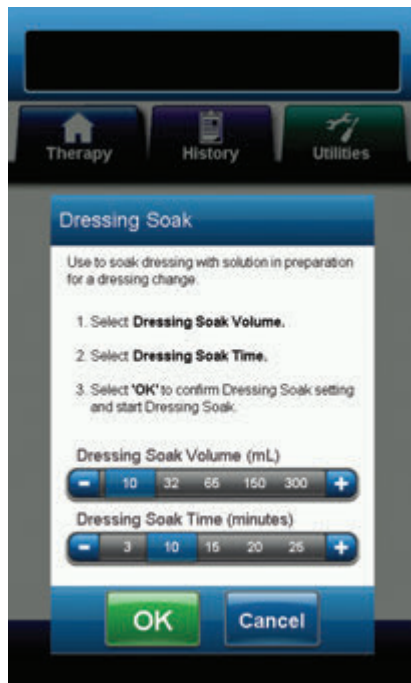 Therapy History Utilities
Dressing Soak
Use to soak dressing with solution in preparation
for a dressing change.
1. Select Dressing Soak Volume.
2. Select Dressing Soak Time.
3. Select 'OK' to confirm Dressing Soak setting
and start Dressing Soak.
Dressing Soak Volume (mL)
- 10 32 65 150 300 +
Dressing Soak Time (minutes)
- 3 10 15 20 25 +
OK Cancel